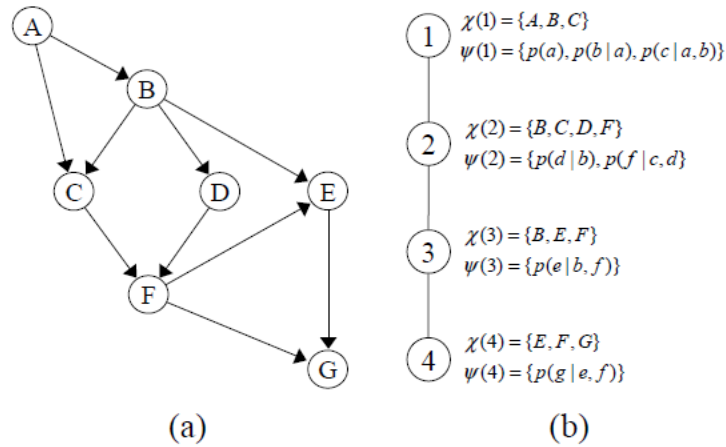 A
B
C
D
E
F
G
(a)
1
χ(1) = {A, B, C}
ψ(1) = {p(a), p(b | a), p(c | a, b)}
2
χ(2) = {B, C, D, F}
ψ(2) = {p(d | b), p(f | c, d}
3
χ(3) = {B, E, F}
ψ(3) = {p(e | b, f)}
4
χ(4) = {E, F, G}
ψ(4) = {p(g | e, f)}
(b)